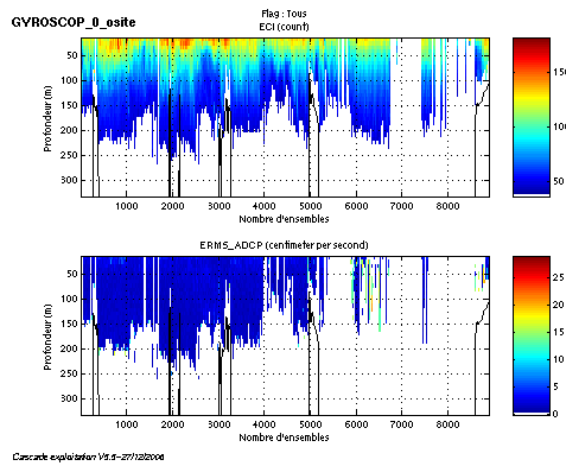 GYROSCOP_0_osite
Flag : Tous
ECI (count)
Profondeur (m)
50
100
150
200
250
300
1000 2000 3000 4000 5000 6000 7000 8000
Nombre d'ensembles
150
100
50
ERMS_ADCP (centimeter per second)
Profondeur (m)
50
100
150
200
250
300
1000 2000 3000 4000 5000 6000 7000 8000
Nombre d'ensembles
25
20
15
10
5
0
Cascade exploitation V5.5-27/12/2006